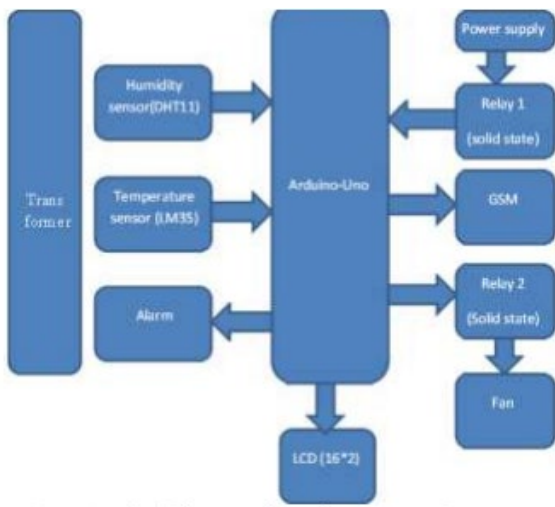 Power supply
Humidity
sensor(DHT11)
Relay 1
(solid state)
Trans
former
Temperature
sensor (LM35)
Arduino-Uno
GSM
Alarm
Relay 2
(Solid state)
Fan
LCD (16*2)